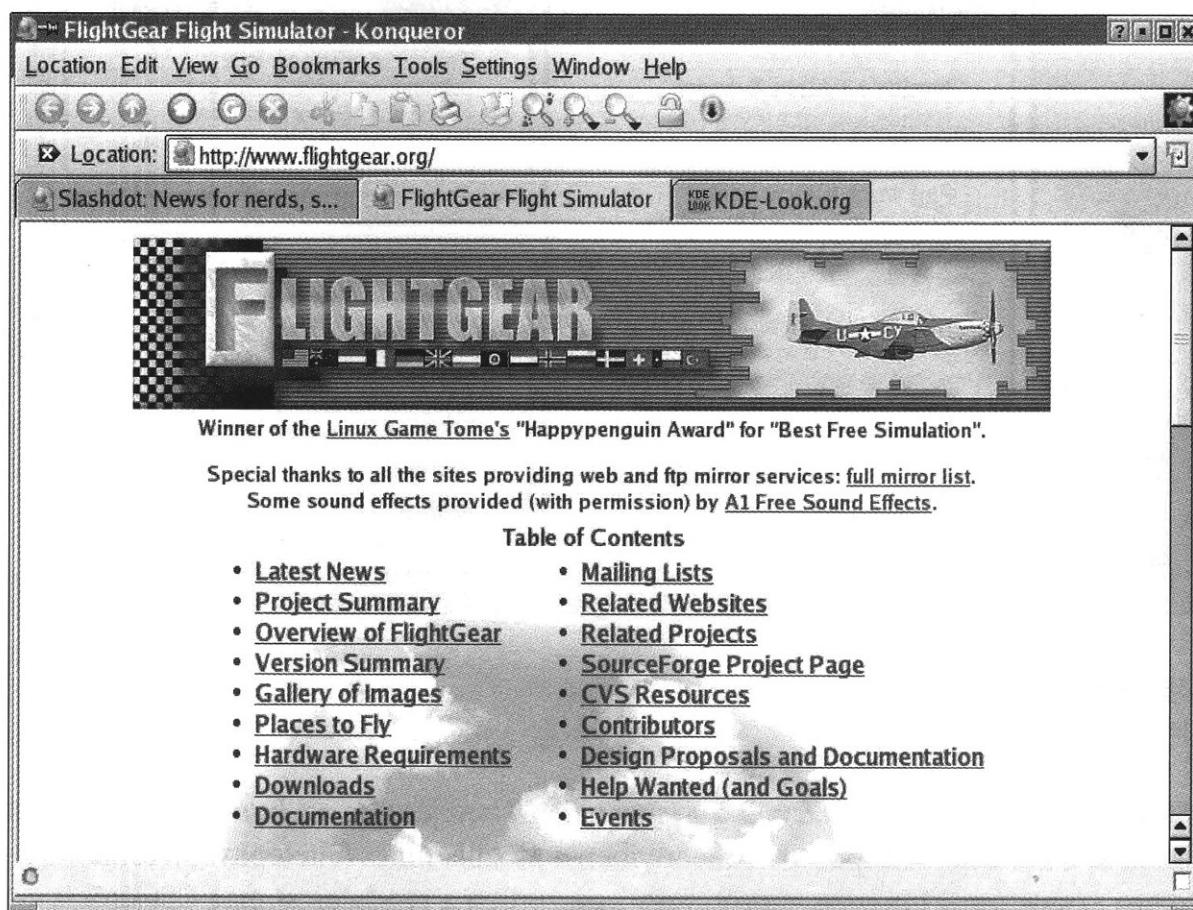 FlightGear Flight Simulator - Konqueror
Location Edit View Go Bookmarks Tools Settings Window Help
Location: http://www.flightgear.org/
Slashdot: News for nerds, s... FlightGear Flight Simulator KDE LOOK KDE-Look.org
FLIGHTGEAR
Winner of the Linux Game Tome's "Happypenguin Award" for "Best Free Simulation".
Special thanks to all the sites providing web and ftp mirror services: full mirror list.
Some sound effects provided (with permission) by A1 Free Sound Effects.
Table of Contents
• Latest News
• Project Summary
• Overview of FlightGear
• Version Summary
• Gallery of Images
• Places to Fly
• Hardware Requirements
• Downloads
• Documentation
• Mailing Lists
• Related Websites
• Related Projects
• SourceForge Project Page
• CVS Resources
• Contributors
• Design Proposals and Documentation
• Help Wanted (and Goals)
• Events